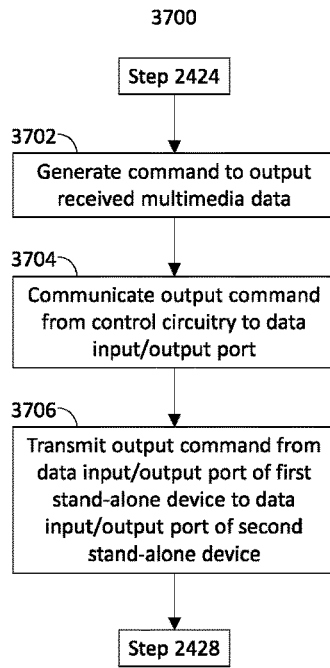 3700
Step 2424
3702
Generate command to output
received multimedia data
3704
Communicate output command
from control circuitry to data
input/output port
3706
Transmit output command from
data input/output port of first
stand-alone device to data
input/output port of second
stand-alone device
Step 2428